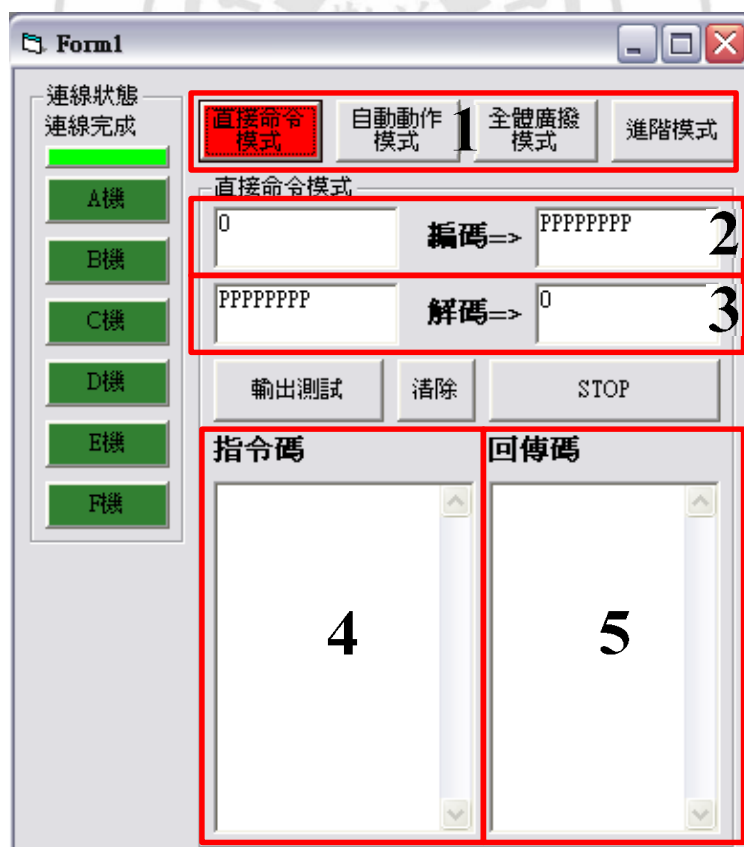 Form1
連線狀態
連線完成
A機
B機
C機
D機
E機
F機
直接命令
模式
自動動作
模式
1
全體廣撥
模式
進階模式
直接命令模式
0
編碼=>
PPPPPPPP
2
PPPPPPPP
解碼=>
0
3
輸出測試
清除
STOP
指令碼
回傳碼
4
5